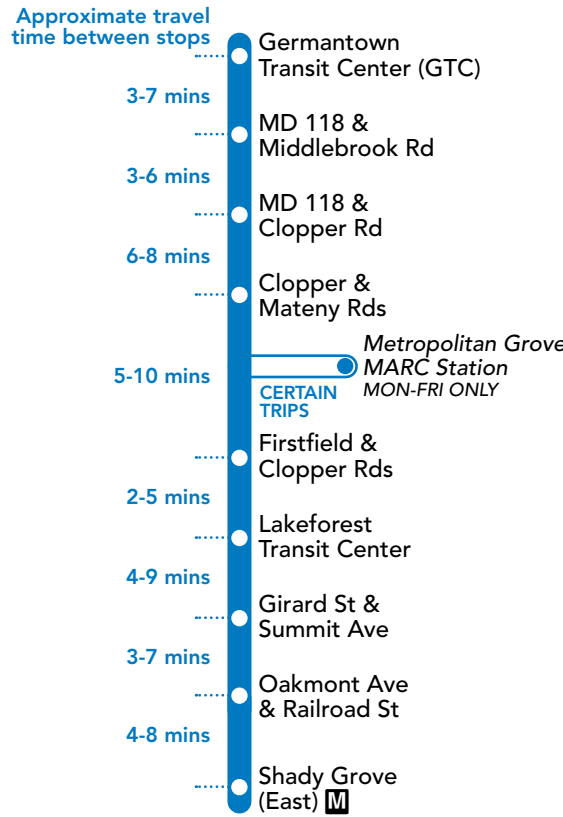 Approximate travel
time between stops
Germantown
Transit Center (GTC)
3-7 mins
MD 118 &
Middlebrook Rd
3-6 mins
MD 118 &
Clopper Rd
6-8 mins
Clopper &
Mateny Rds
Metropolitan Grove
MARC Station
MON-FRI ONLY
5-10 mins
CERTAIN
TRIPS
Firstfield &
Clopper Rds
2-5 mins
Lakeforest
Transit Center
4-9 mins
Girard St &
Summit Ave
3-7 mins
Oakmont Ave
& Railroad St
4-8 mins
Shady Grove
(East) M